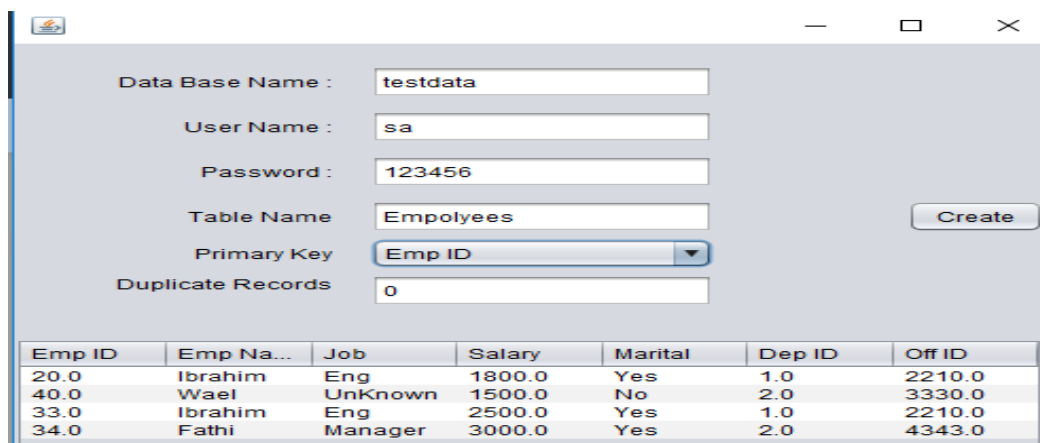 Data Base Name : testdata
User Name : sa
Password : 123456
Table Name Empolyees Create
Primary Key Emp ID
Duplicate Records 0
Emp ID Emp Na... Job Salary Marital Dep ID Off ID
20.0 Ibrahim Eng 1800.0 Yes 1.0 2210.0
40.0 Wael UnKnown 1500.0 No 2.0 3330.0
33.0 Ibrahim Eng 2500.0 Yes 1.0 2210.0
34.0 Fathi Manager 3000.0 Yes 2.0 4343.0